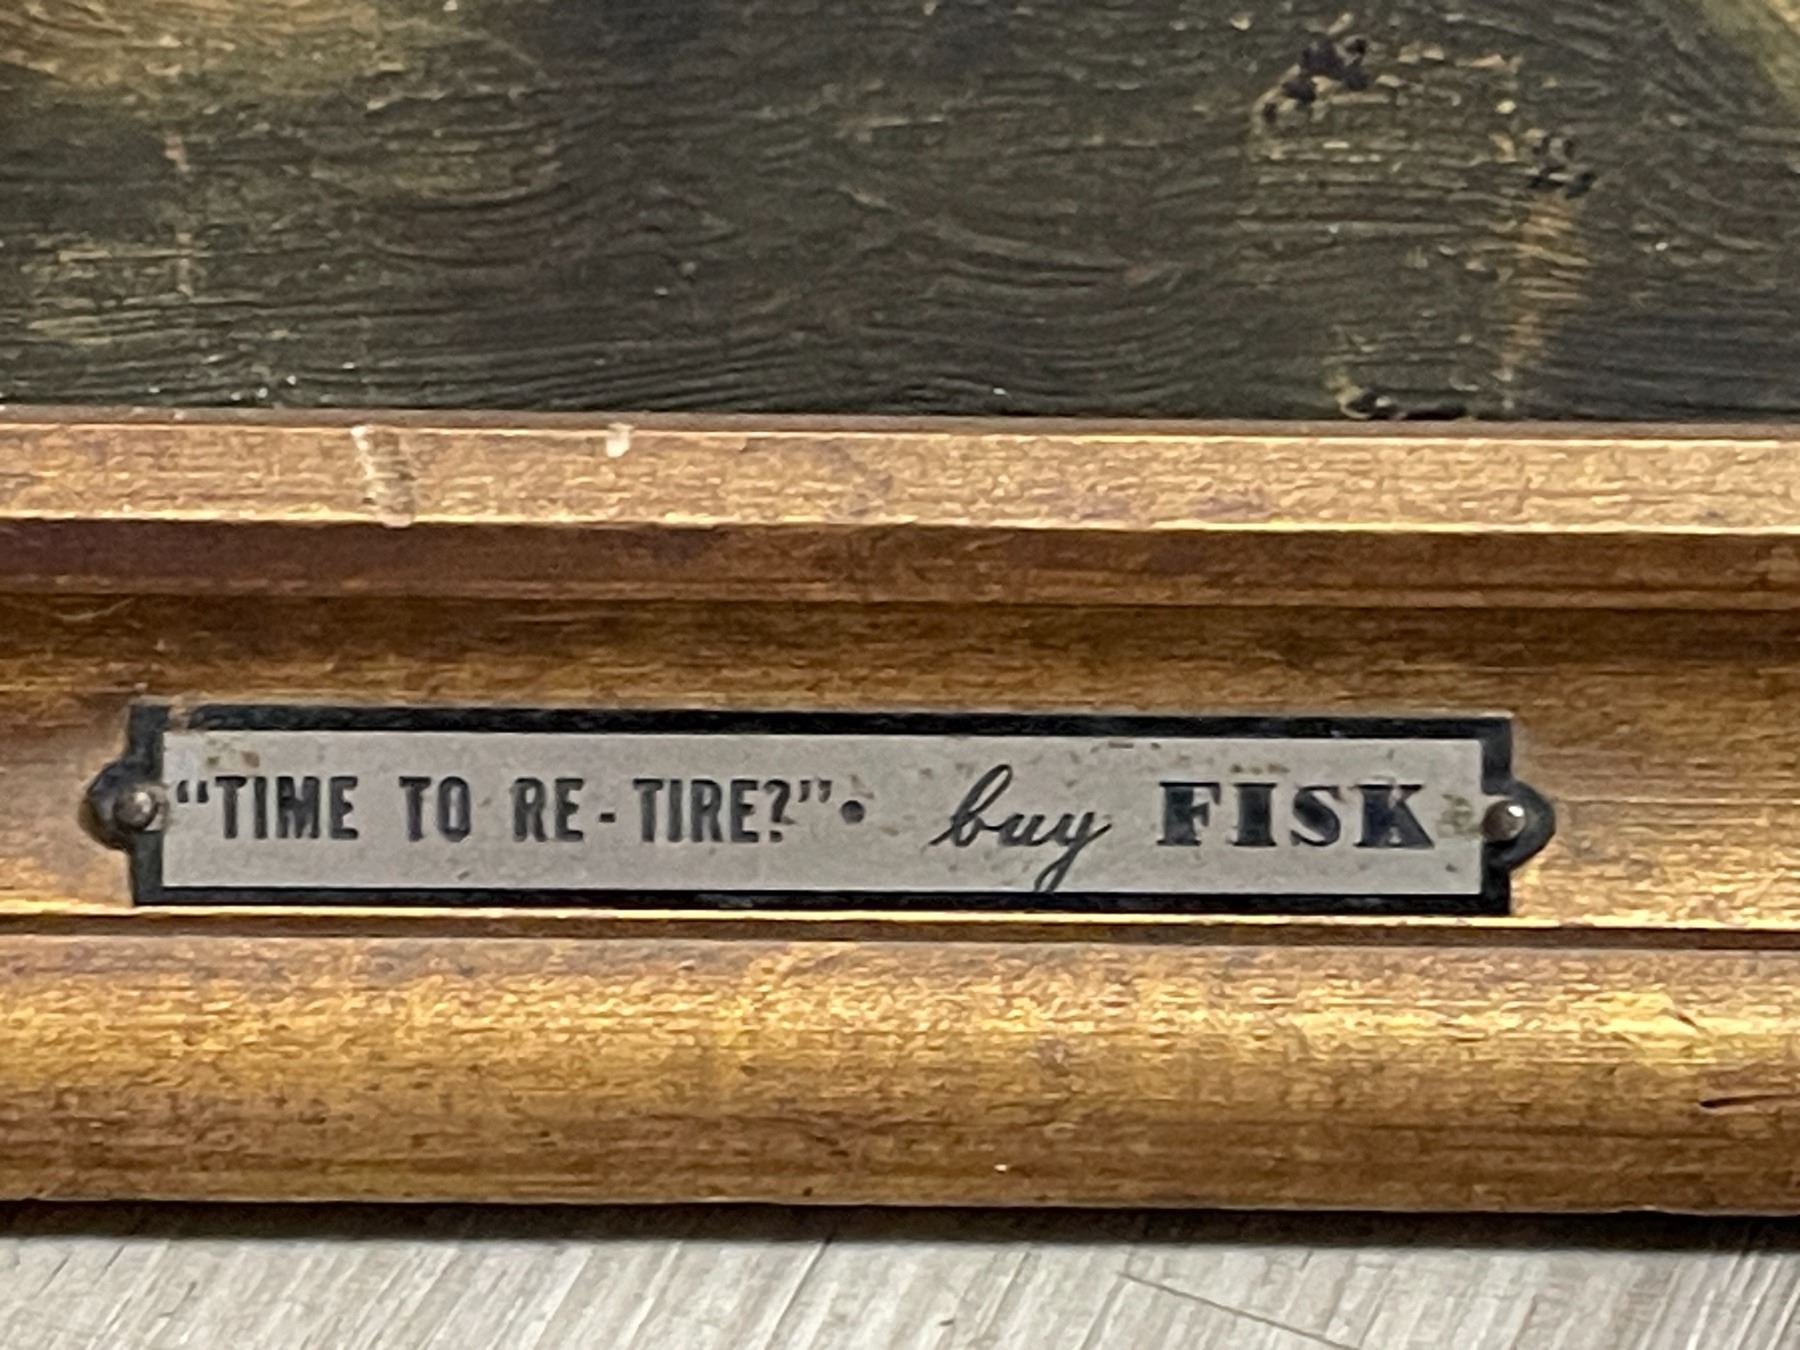 “TIME TO RE-TIRE?”• buy FISK